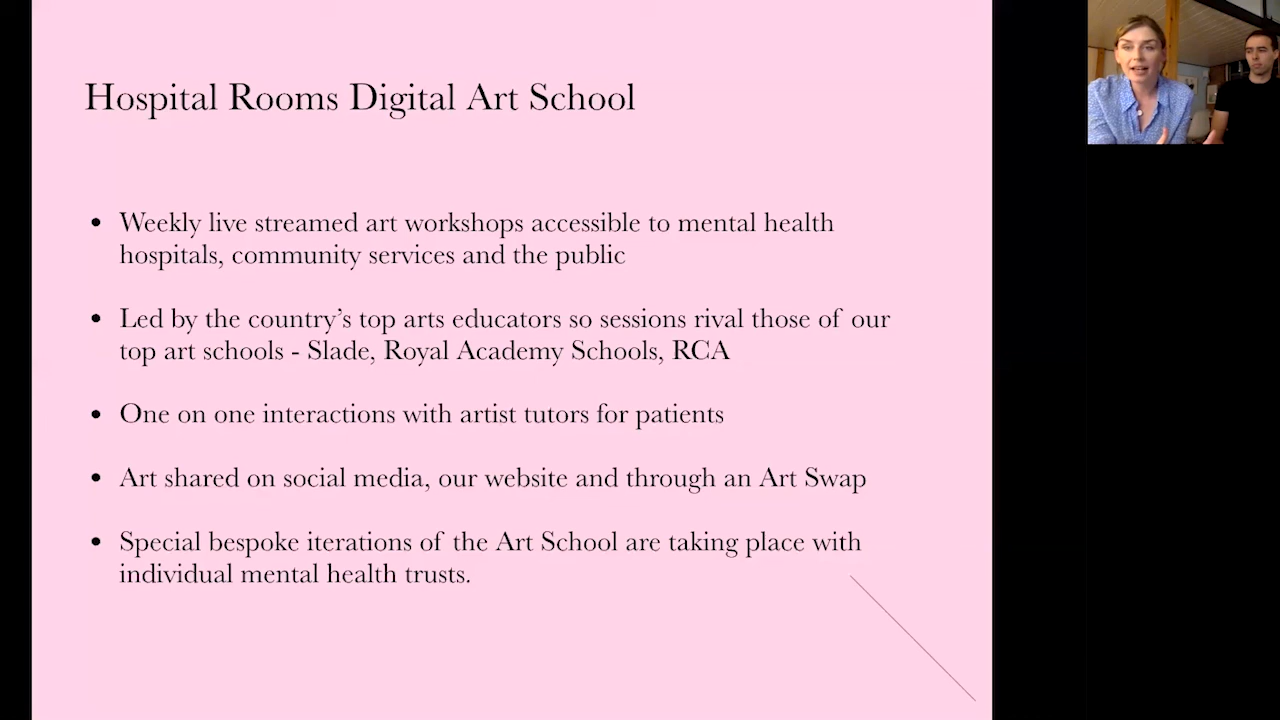 Hospital Rooms Digital Art School
• Weekly live streamed art workshops accessible to mental health
hospitals, community services and the public
• Led by the country’s top arts educators so sessions rival those of our
top art schools - Slade, Royal Academy Schools, RCA
• One on one interactions with artist tutors for patients
• Art shared on social media, our website and through an Art Swap
• Special bespoke iterations of the Art School are taking place with
individual mental health trusts.